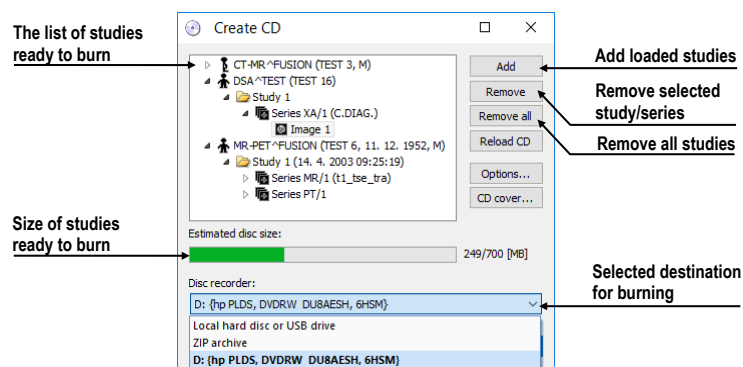 The list of studies
ready to burn
Create CD
CT-MR^FUSION (TEST 3, M)
DSA^TEST (TEST 16)
Study 1
Series XA/1 (C.DIAG.)
Image 1
MR-PET^FUSION (TEST 6, 11. 12. 1952, M)
Study 1 (14. 4. 2003 09:25:19)
Series MR/1 (t1_tse_tra)
Series PT/1
Add
Remove
Remove all
Reload CD
Options...
CD cover...
Add loaded studies
Remove selected
study/series
Remove all studies
Size of studies
ready to burn
Estimated disc size:
249/700 [MB]
Disc recorder:
D: {hp PLDS, DVDRW DU8AESH, 6HSM}
Local hard disc or USB drive
ZIP archive
D: {hp PLDS, DVDRW DU8AESH, 6HSM}
Selected destination
for burning